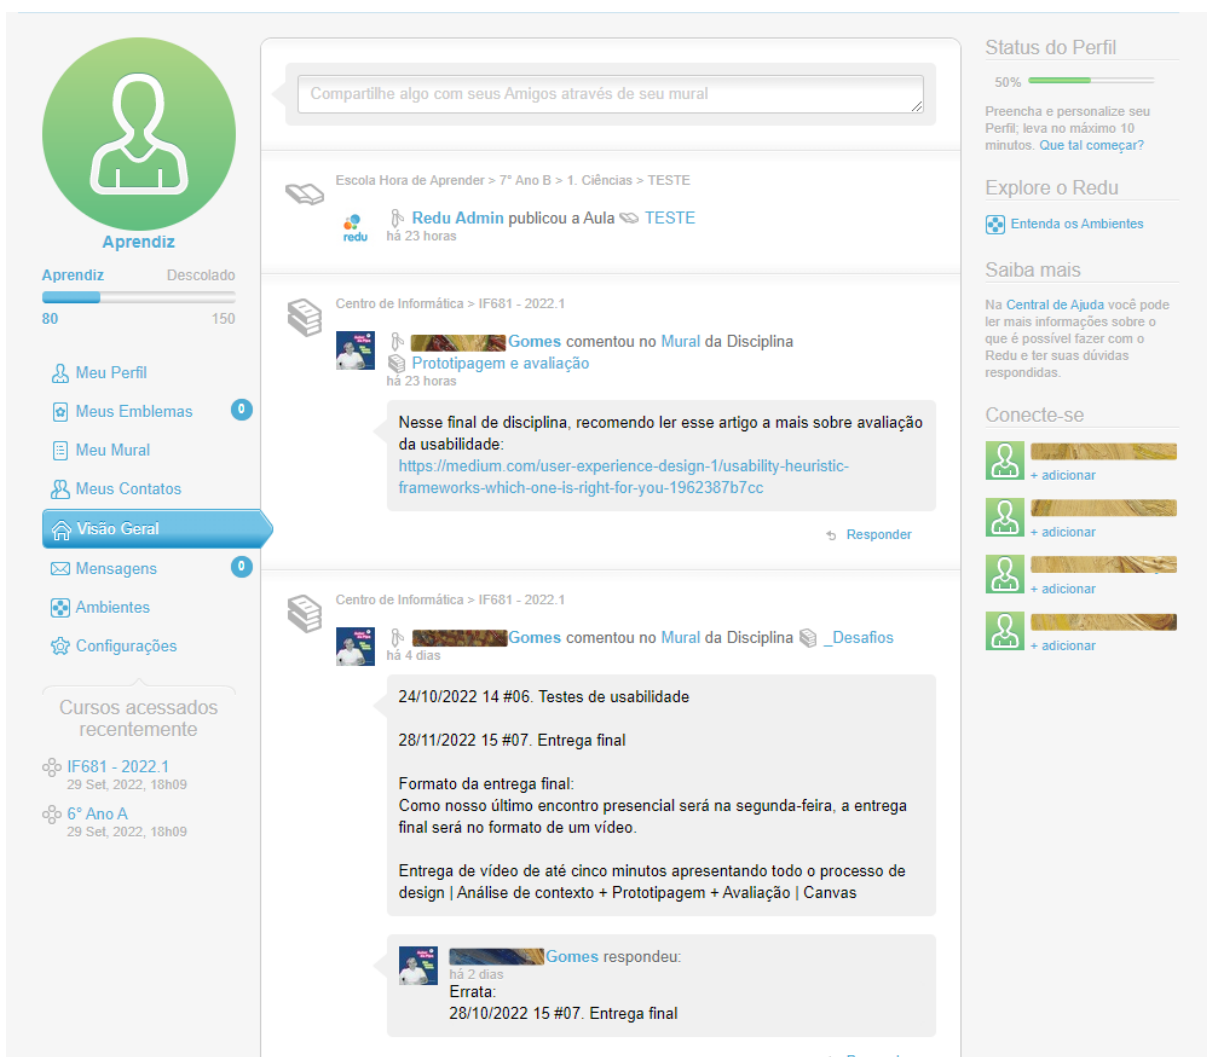 Aprendiz
Aprendiz Descolado
80 150
Meu Perfil
Meus Emblemas 0
Meu Mural
Meus Contatos
Visão Geral
Mensagens 0
Ambientes
Configurações
Cursos acessados
recentemente
IF681 - 2022.1
29 Set, 2022, 18h09
6° Ano A
29 Set, 2022, 18h09
Compartilhe algo com seus Amigos através de seu mural
Escola Hora de Aprender > 7° Ano B > 1. Ciências > TESTE
redu
Redu Admin publicou a Aula TESTE
há 23 horas
Centro de Informática > IF681 - 2022.1
Gomes comentou no Mural da Disciplina
Prototipagem e avaliação
há 23 horas
Nesse final de disciplina, recomendo ler esse artigo a mais sobre avaliação
da usabilidade:
https://medium.com/user-experience-design-1/usability-heuristic-
frameworks-which-one-is-right-for-you-1962387b7cc
Responder
Centro de Informática > IF681 - 2022.1
Gomes comentou no Mural da Disciplina _Desafios
há 4 dias
24/10/2022 14 #06. Testes de usabilidade
28/11/2022 15 #07. Entrega final
Formato da entrega final:
Como nosso último encontro presencial será na segunda-feira, a entrega
final será no formato de um vídeo.
Entrega de vídeo de até cinco minutos apresentando todo o processo de
design | Análise de contexto + Prototipagem + Avaliação | Canvas
Gomes respondeu:
há 2 dias
Errata:
28/10/2022 15 #07. Entrega final
Status do Perfil
50%
Preencha e personalize seu
Perfil; leva no máximo 10
minutos. Que tal começar?
Explore o Redu
Entenda os Ambientes
Saiba mais
Na Central de Ajuda você pode
ler mais informações sobre o
que é possível fazer com o
Redu e ter suas dúvidas
respondidas.
Conecte-se
+ adicionar
+ adicionar
+ adicionar
+ adicionar